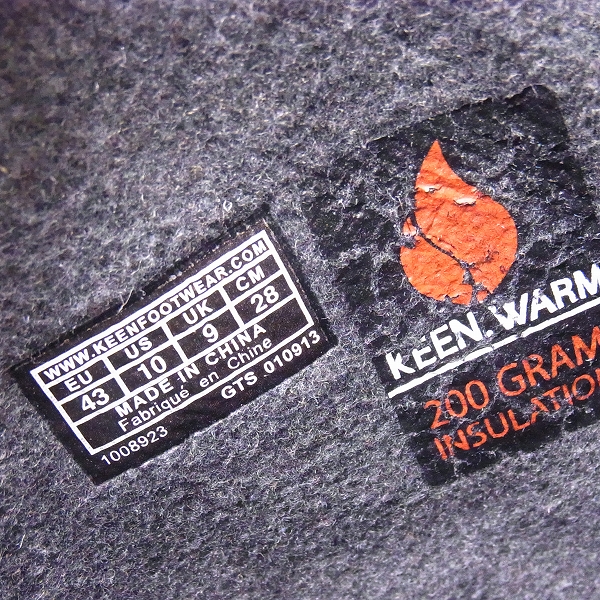 WWW.KEENFOOTWEAR.COM
EU US UK CM
43 10 9 28
MADE IN CHINA
Fabriqué en Chine
1008923 GTS 010913
KEEN.WARM
200 GRAM
INSULATION